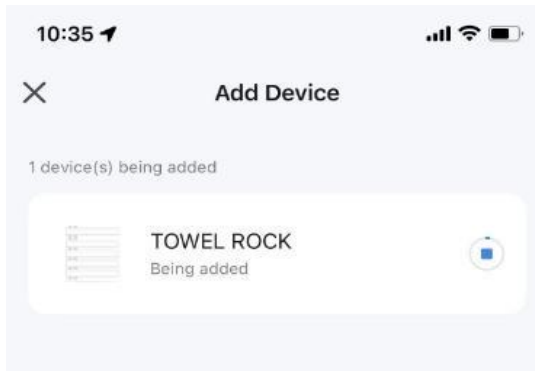 10:35
Add Device
1 device(s) being added
TOWEL ROCK
Being added